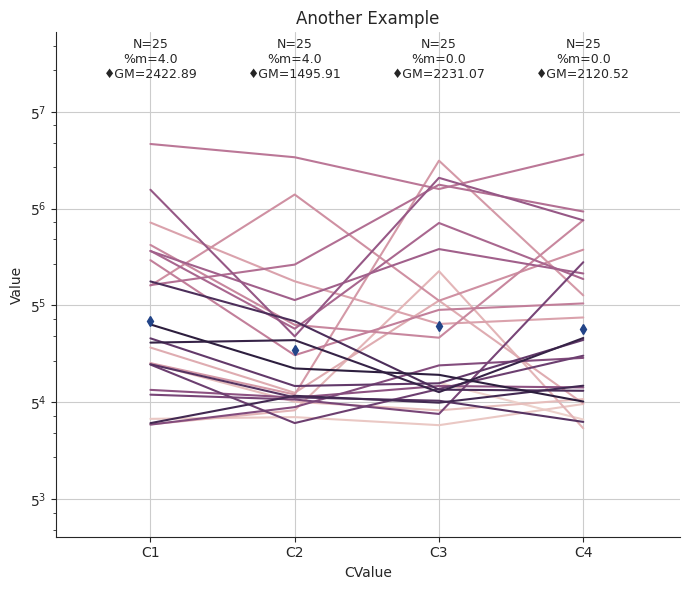 Another Example
N=25 N=25 N=25 N=25
%m=4.0 %m=4.0 %m=0.0 %m=0.0
♦GM=2422.89 ♦GM=1495.91 ♦GM=2231.07 ♦GM=2120.52
5⁷
5⁶
5⁵
5⁴
5³
Value
C1 C2 C3 C4
CValue